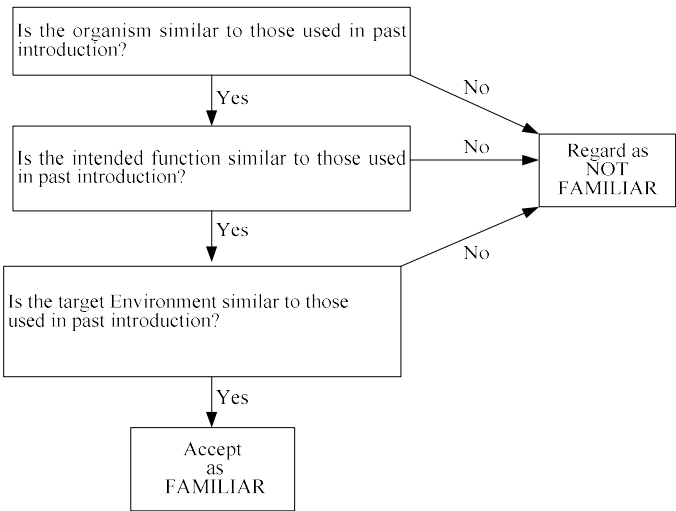 Is the organism similar to those used in past
introduction?
No
Yes
Is the intended function similar to those used
in past introduction?
No
Regard as
NOT
FAMILIAR
Yes
No
Is the target Environment similar to those
used in past introduction?
Yes
Accept
as
FAMILIAR